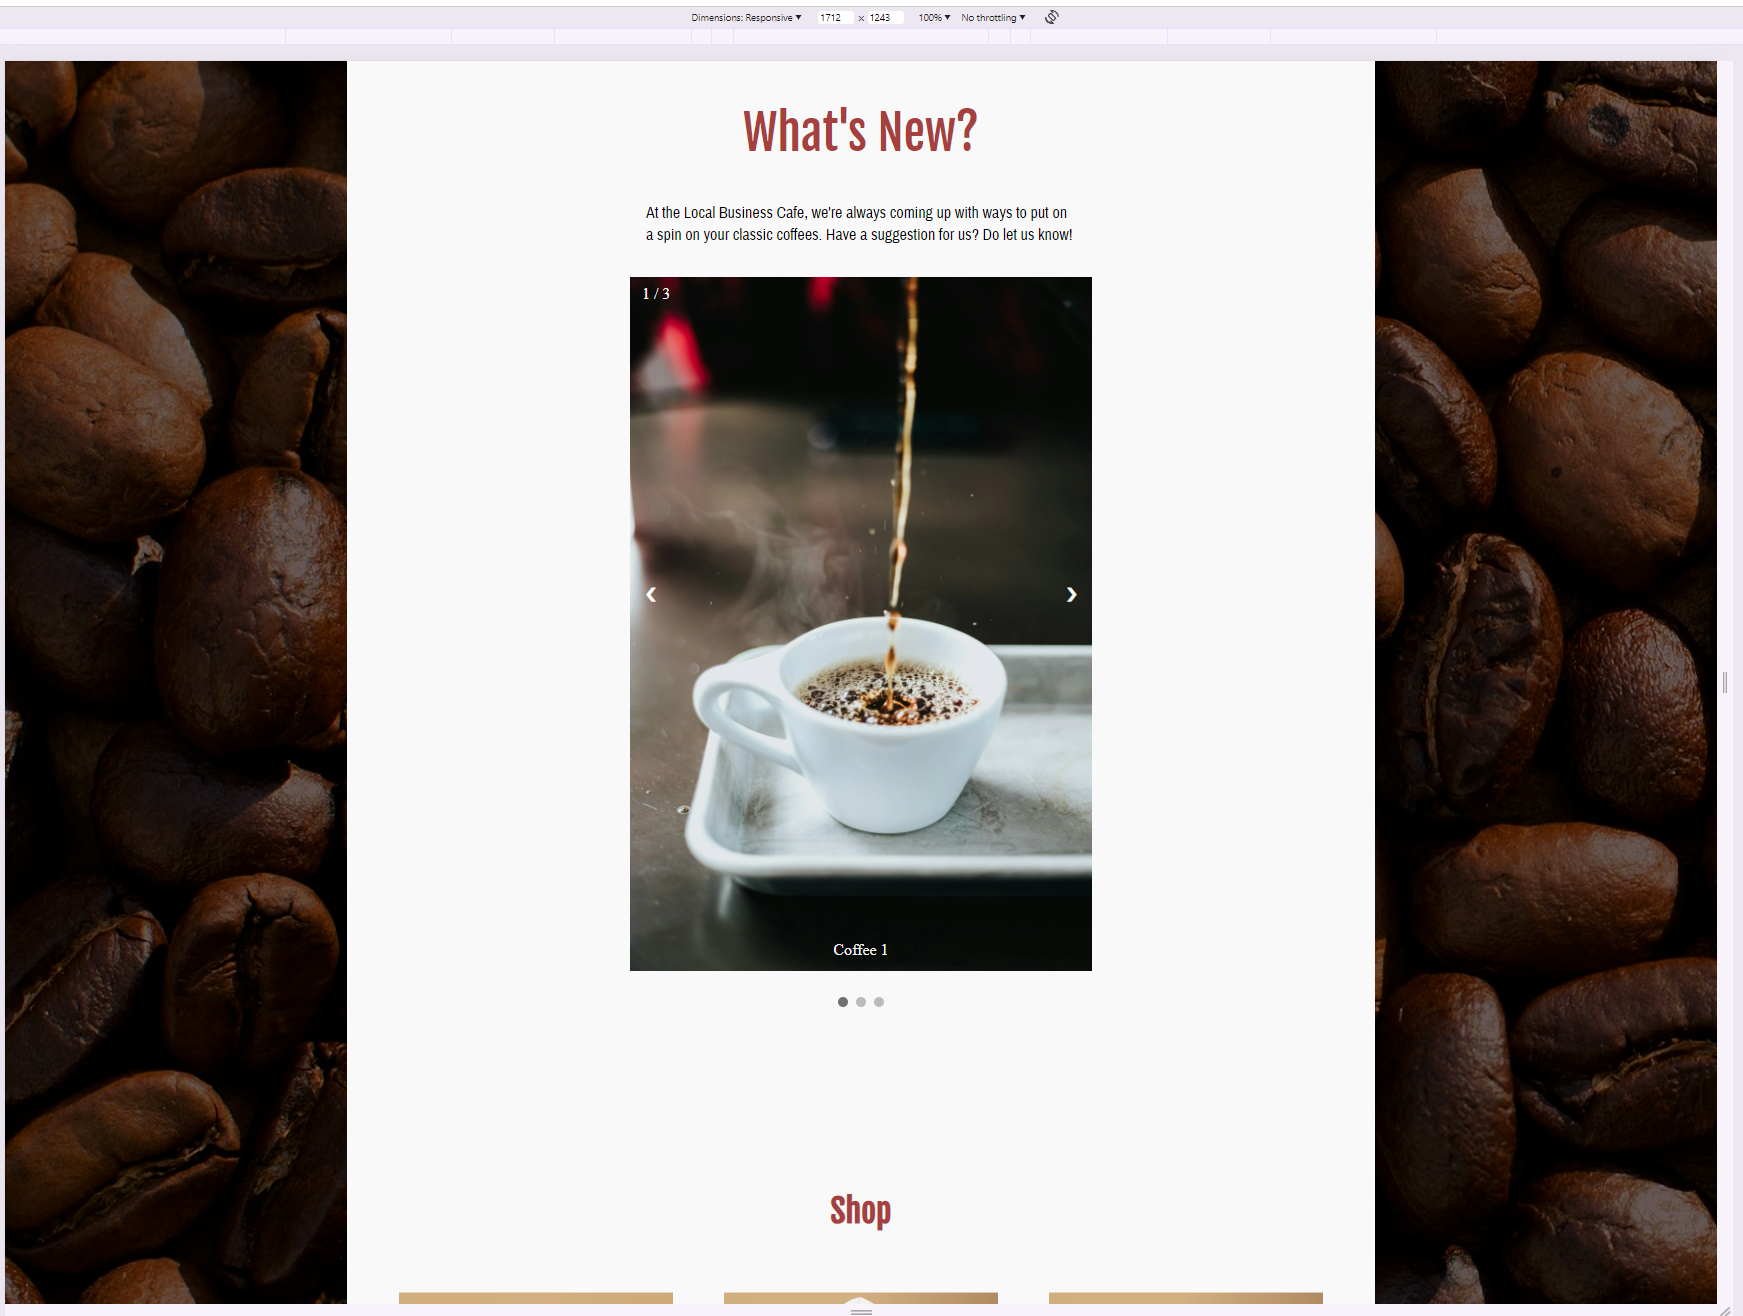 Dimensions: Responsive ▼ 1712 x 1243 100% ▼ No throttling ▼
What's New?
At the Local Business Cafe, we're always coming up with ways to put on
a spin on your classic coffees. Have a suggestion for us? Do let us know!
1 / 3
❮ ❯
Coffee 1
Shop